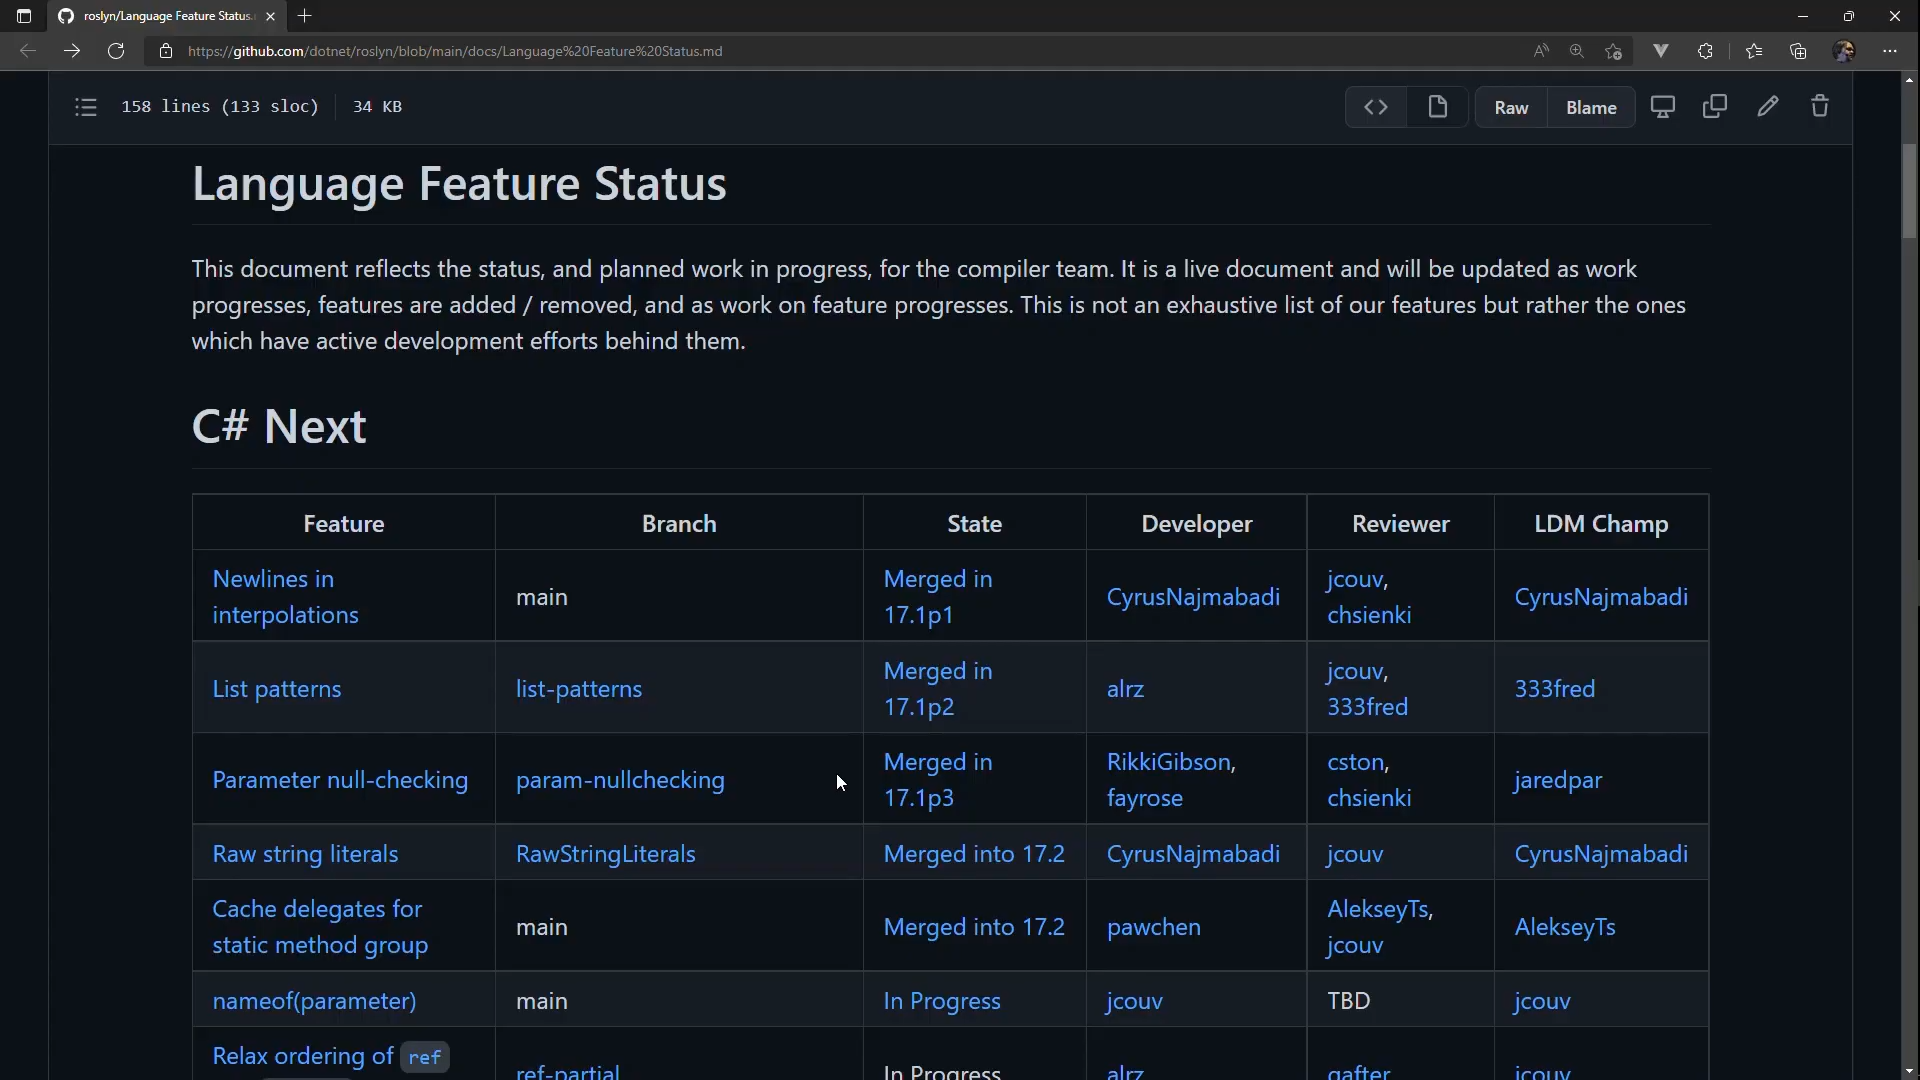 roslyn/Language Feature Status.
https://github.com/dotnet/roslyn/blob/main/docs/Language%20Feature%20Status.md
158 lines (133 sloc) 34 KB
Raw Blame
Language Feature Status
This document reflects the status, and planned work in progress, for the compiler team. It is a live document and will be updated as work
progresses, features are added / removed, and as work on feature progresses. This is not an exhaustive list of our features but rather the ones
which have active development efforts behind them.
C# Next
Feature Branch State Developer Reviewer LDM Champ
Newlines in Merged in jcouv,
main CyrusNajmabadi CyrusNajmabadi
interpolations 17.1p1 chsienki
Merged in jcouv,
List patterns list-patterns alrz 333fred
17.1p2 333fred
Merged in RikkiGibson, cston,
Parameter null-checking param-nullchecking jaredpar
17.1p3 fayrose chsienki
Raw string literals RawStringLiterals Merged into 17.2 CyrusNajmabadi jcouv CyrusNajmabadi
Cache delegates for AlekseyTs,
main Merged into 17.2 pawchen AlekseyTs
static method group jcouv
nameof(parameter) main In Progress jcouv TBD jcouv
Relax ordering of ref
ref-partial In Progress alrz gafter jcouv